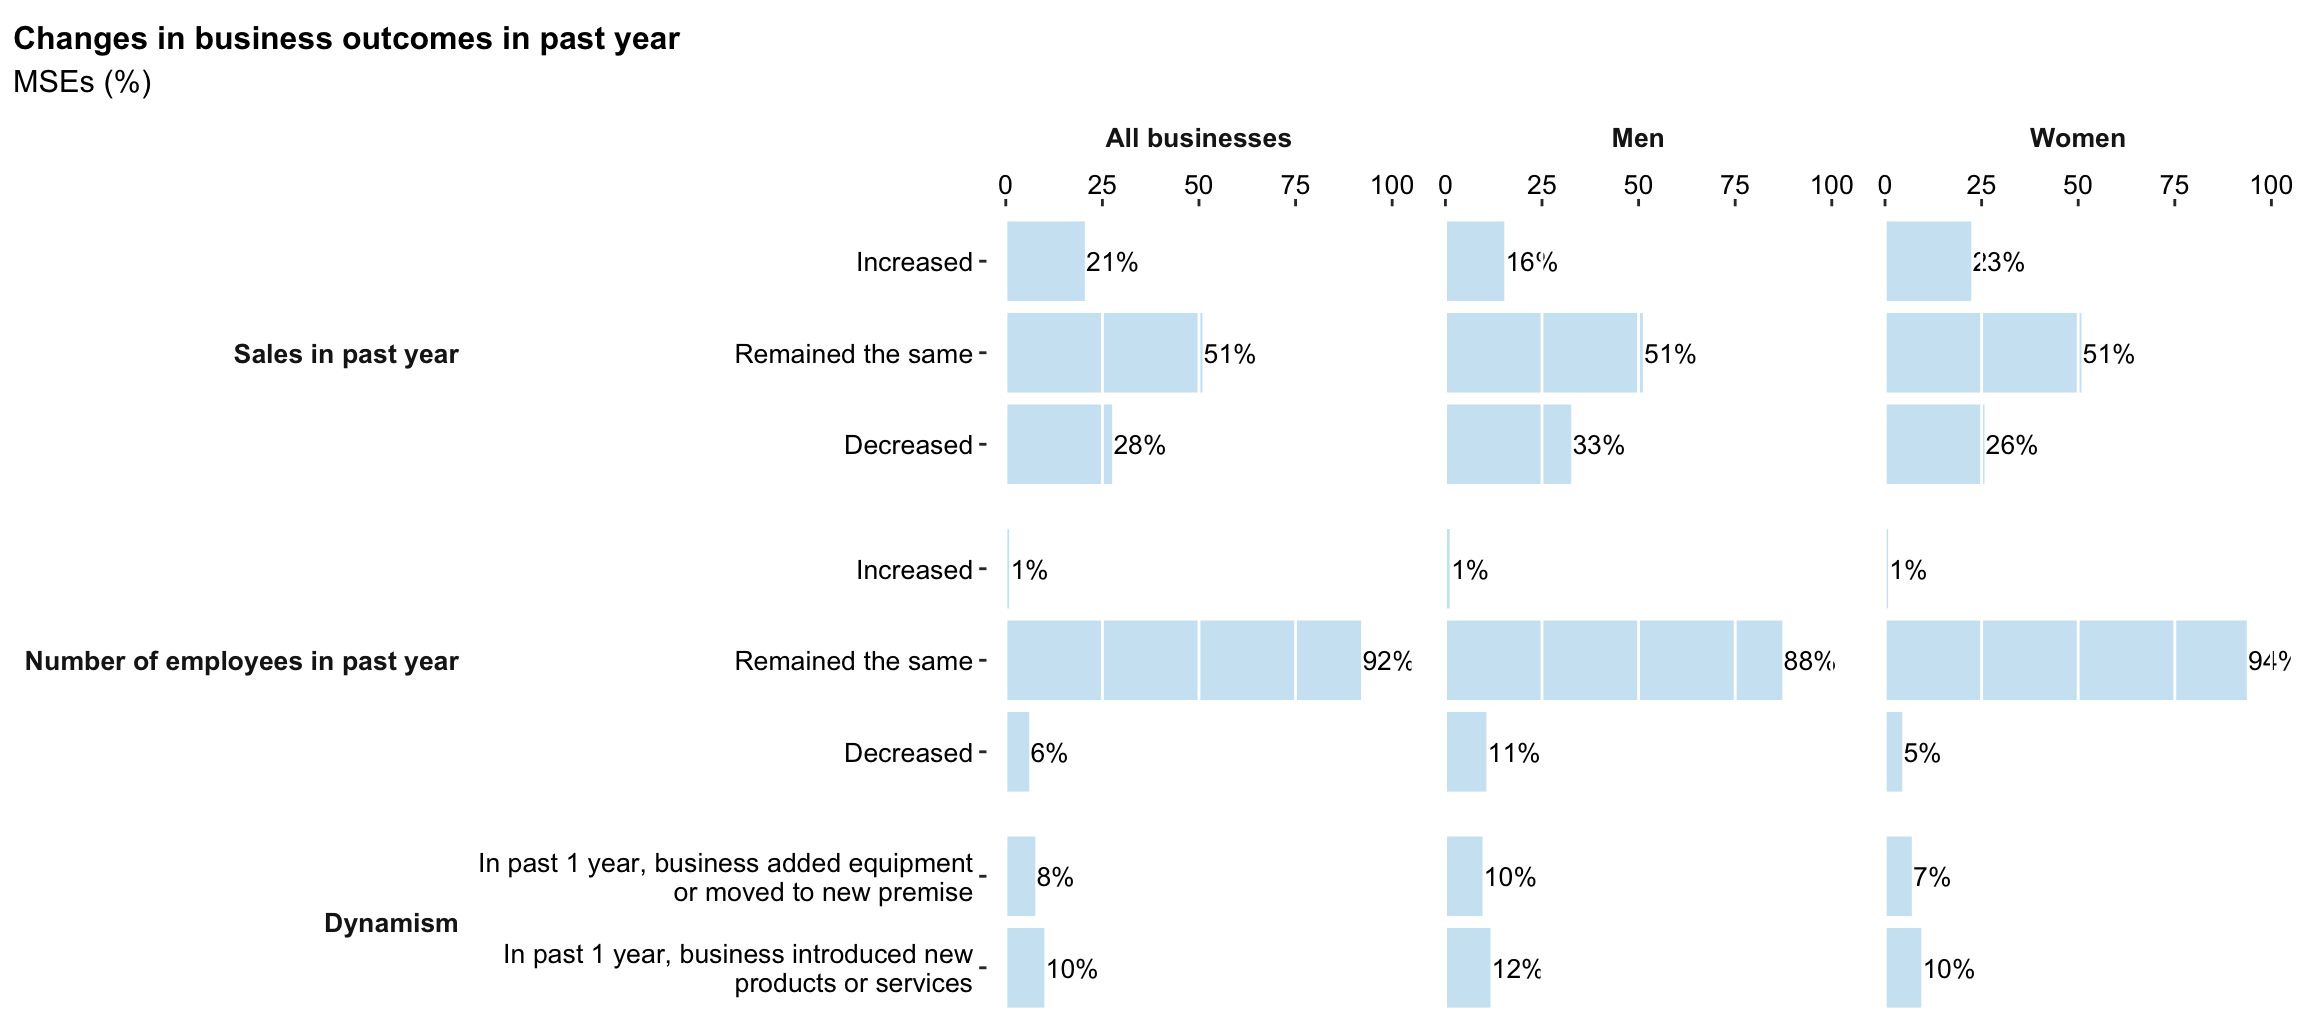 Changes in business outcomes in past year
MSEs (%)
All businesses
Men
Women
0 25 50 75 100
0 25 50 75 100
0 25 50 75 100
Sales in past year
Increased
21%
16%
23%
Remained the same
51%
51%
51%
Decreased
28%
33%
26%
Number of employees in past year
Increased
1%
1%
1%
Remained the same
92%
88%
94%
Decreased
6%
11%
5%
Dynamism
In past 1 year, business added equipment
or moved to new premise
8%
10%
7%
In past 1 year, business introduced new
products or services
10%
12%
10%